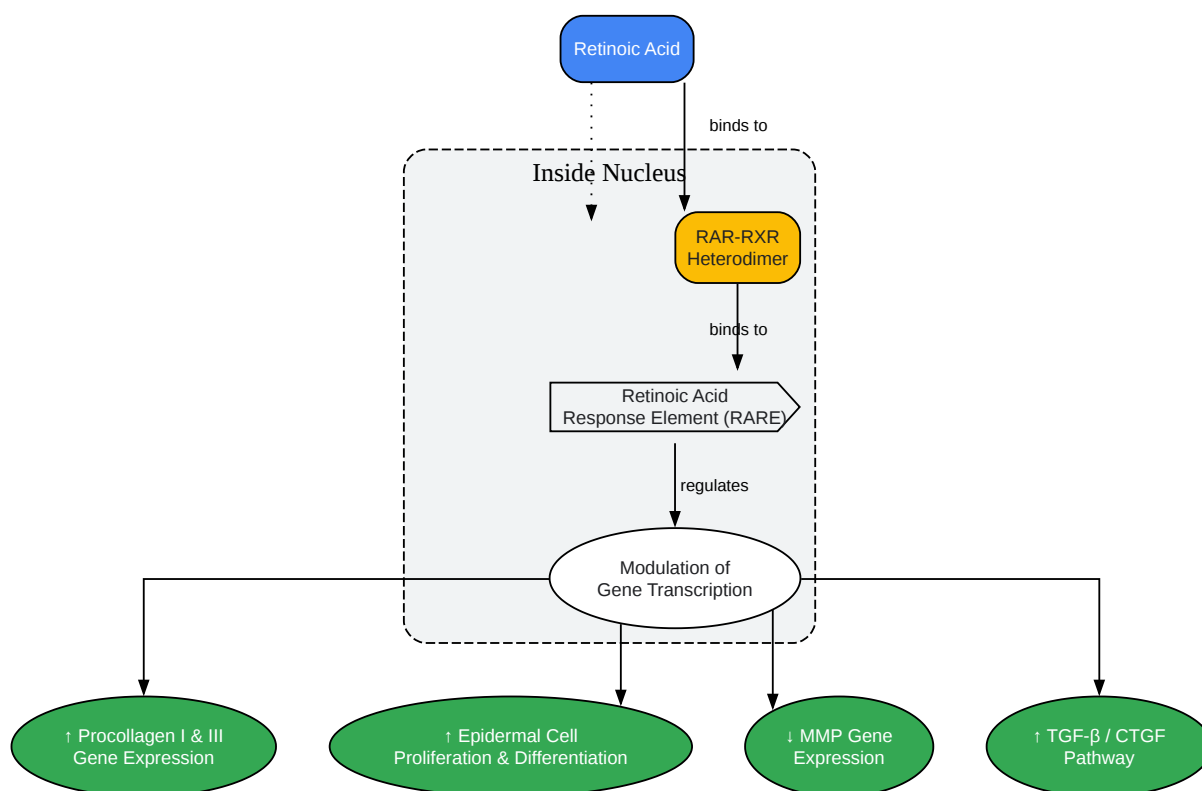 Retinoic Acid
binds to
Inside Nucleus
RAR-RXR
Heterodimer
binds to
Retinoic Acid
Response Element (RARE)
regulates
Modulation of
Gene Transcription
↑ Procollagen I & III
Gene Expression
↑ Epidermal Cell
Proliferation & Differentiation
↓ MMP Gene
Expression
↑ TGF-β / CTGF
Pathway